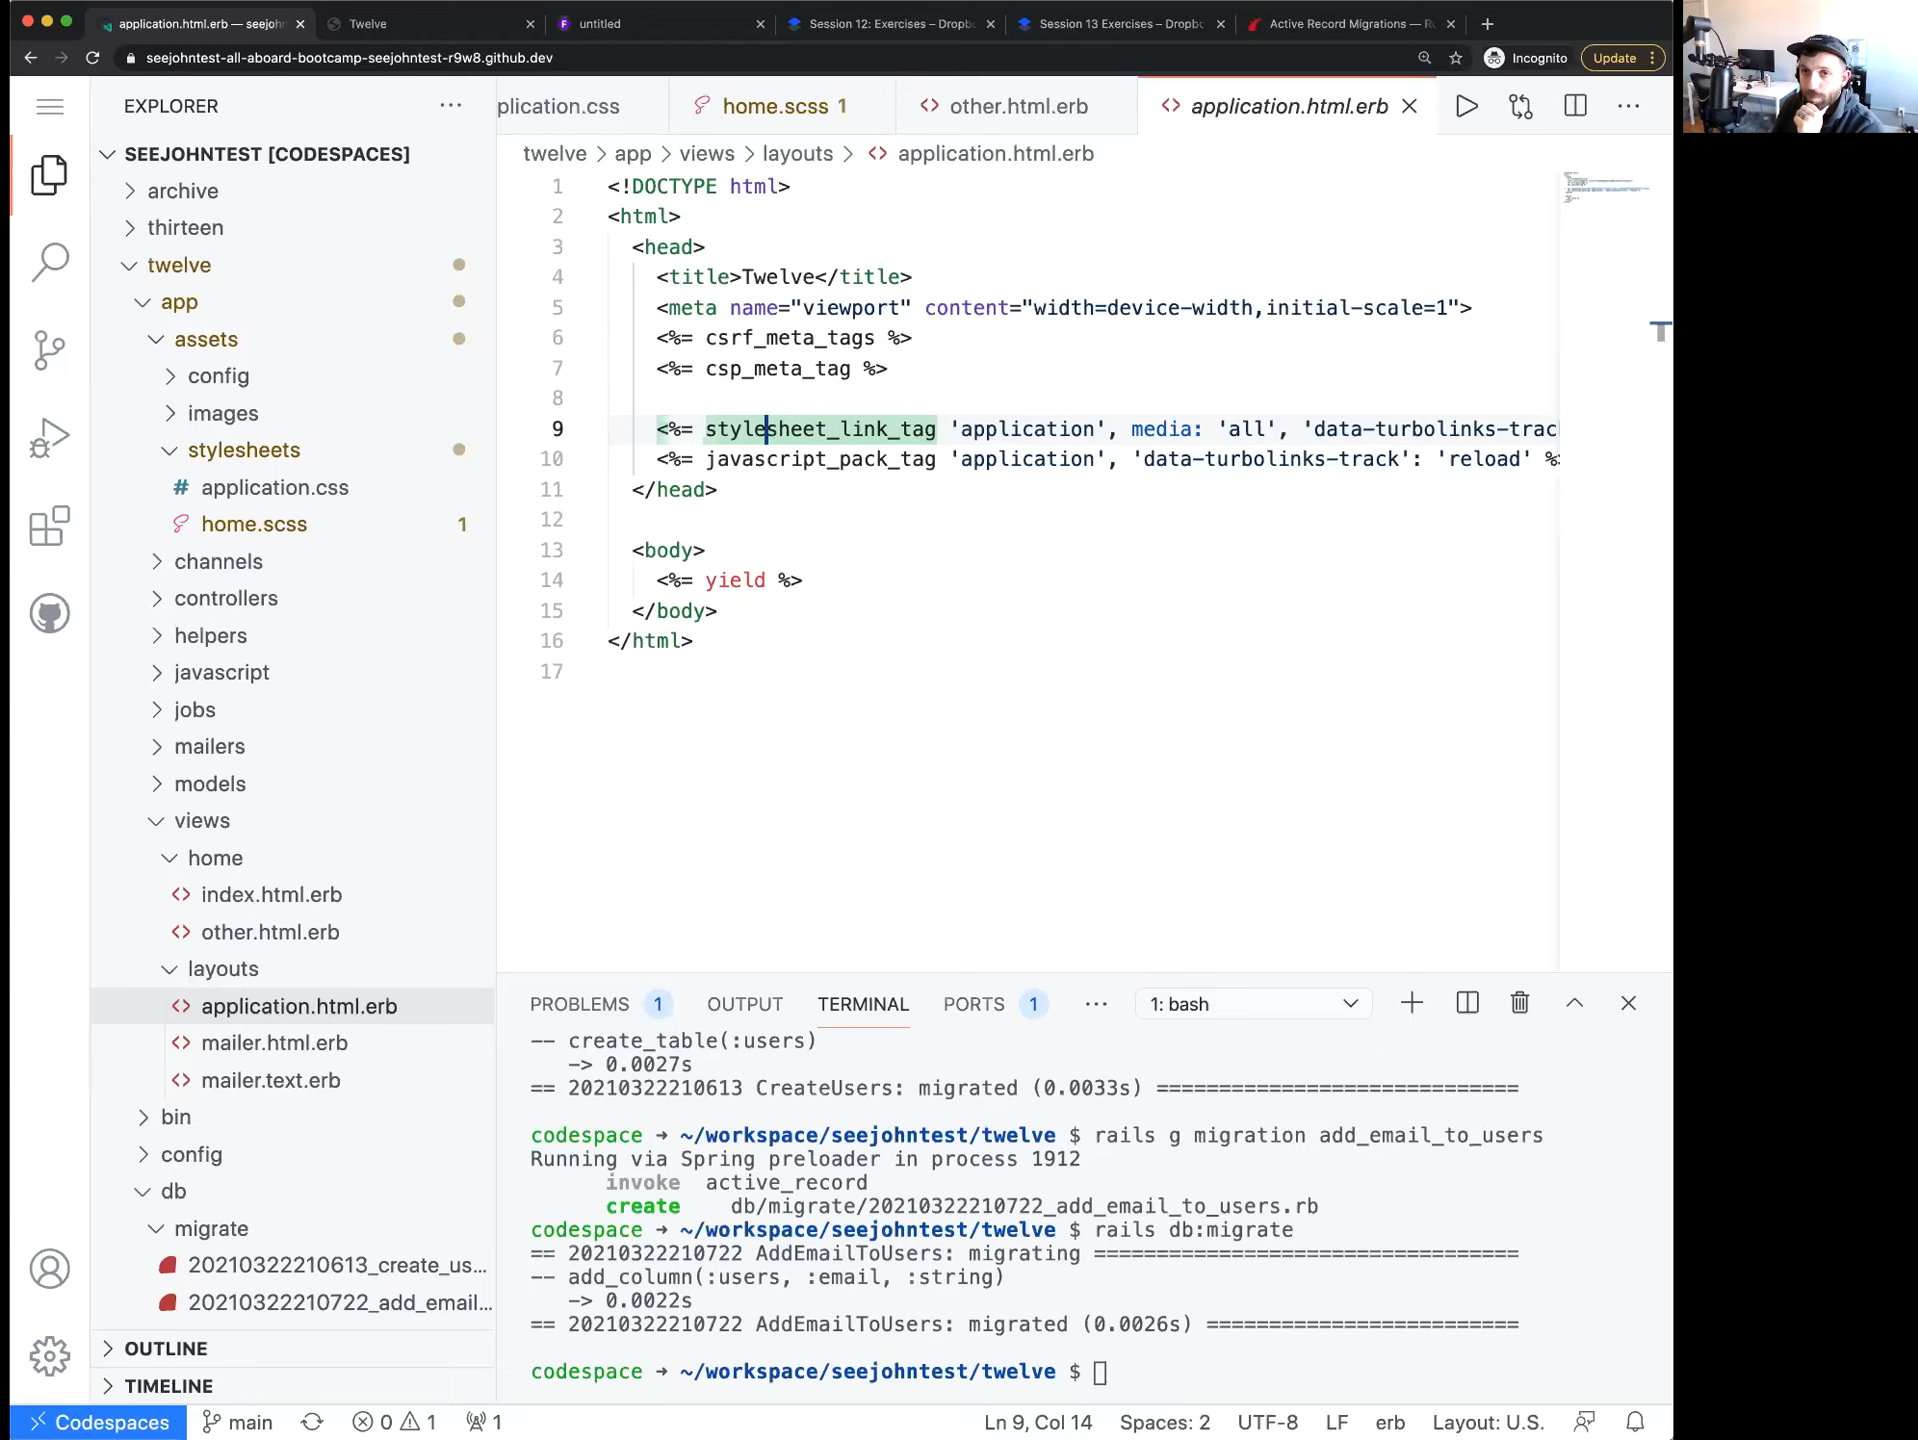 application.html.erb — seejohn
Twelve
untitled
Session 12: Exercises – Dropbo
Session 13 Exercises – Dropbo
Active Record Migrations — Ru
seejohntest-all-aboard-bootcamp-seejohntest-r9w8.github.dev
Incognito
Update
EXPLORER
plication.css
home.scss 1
other.html.erb
application.html.erb
SEEJOHNTEST [CODESPACES]
archive
thirteen
twelve
app
assets
config
images
stylesheets
application.css
home.scss 1
channels
controllers
helpers
javascript
jobs
mailers
models
views
home
index.html.erb
other.html.erb
layouts
application.html.erb
mailer.html.erb
mailer.text.erb
bin
config
db
migrate
20210322210613_create_us...
20210322210722_add_email...
OUTLINE
TIMELINE
twelve > app > views > layouts > application.html.erb
1 <!DOCTYPE html>
2 <html>
3 <head>
4 <title>Twelve</title>
5 <meta name="viewport" content="width=device-width,initial-scale=1">
6 <%= csrf_meta_tags %>
7 <%= csp_meta_tag %>
8
9 <%= stylesheet_link_tag 'application', media: 'all', 'data-turbolinks-trac
10 <%= javascript_pack_tag 'application', 'data-turbolinks-track': 'reload' %>
11 </head>
12
13 <body>
14 <%= yield %>
15 </body>
16 </html>
17
PROBLEMS 1 OUTPUT TERMINAL PORTS 1 ... 1: bash
-- create_table(:users)
-> 0.0027s
== 20210322210613 CreateUsers: migrated (0.0033s) =============================
codespace ➜ ~/workspace/seejohntest/twelve $ rails g migration add_email_to_users
Running via Spring preloader in process 1912
invoke active_record
create db/migrate/20210322210722_add_email_to_users.rb
codespace ➜ ~/workspace/seejohntest/twelve $ rails db:migrate
== 20210322210722 AddEmailToUsers: migrating ==================================
-- add_column(:users, :email, :string)
-> 0.0022s
== 20210322210722 AddEmailToUsers: migrated (0.0026s) =========================
codespace ➜ ~/workspace/seejohntest/twelve $
Codespaces main 0 1 1 Ln 9, Col 14 Spaces: 2 UTF-8 LF erb Layout: U.S.